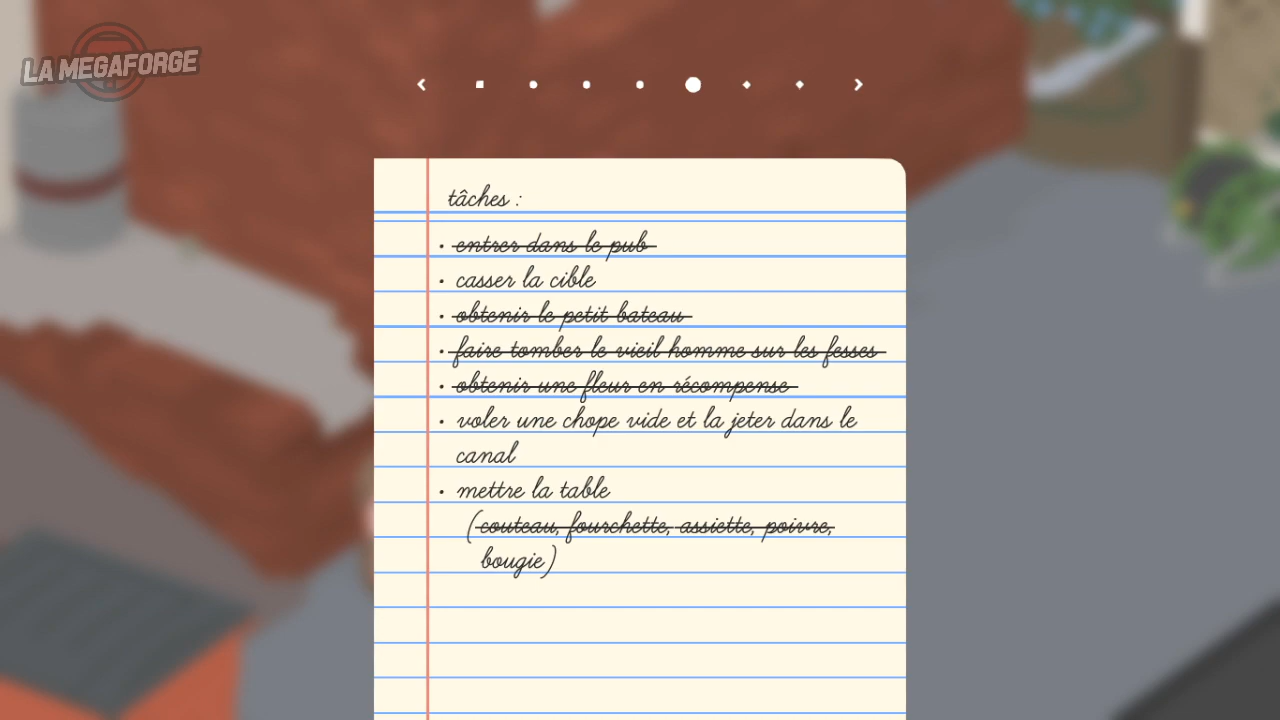 LA MEGAFORGE
tâches :
• entrer dans le pub
• casser la cible
• obtenir le petit bateau
• faire tomber le vieil homme sur les fesses
• obtenir une fleur en récompense
• voler une chope vide et la jeter dans le
canal
• mettre la table
(couteau, fourchette, assiette, poivre,
bougie)